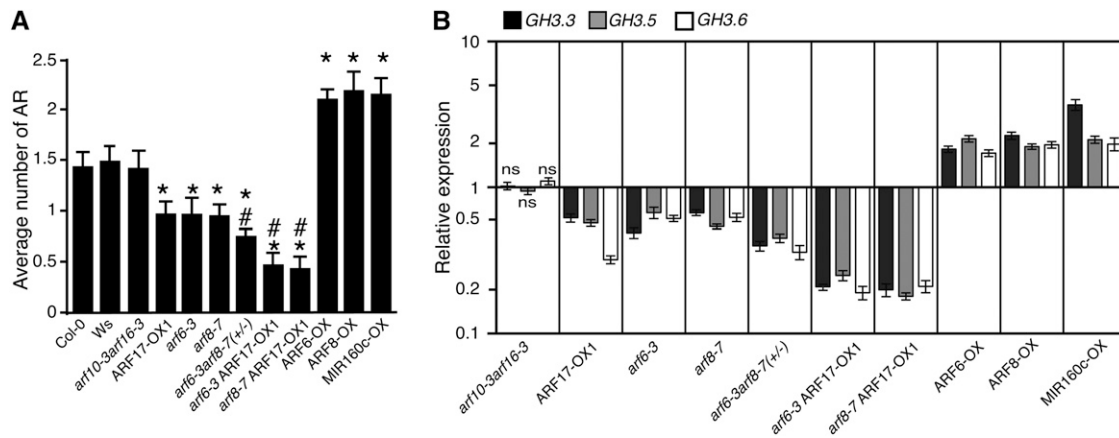 A
Average number of AR
2.5
2
1.5
1
0.5
0
*
*
*
*
#
#
*
#
*
*
*
*
Col-0
Ws
arf10-3arf16-3
ARF17-OX1
arf6-3
arf8-7
arf6-3arf8-7(+/-)
arf6-3 ARF17-OX1
arf8-7 ARF17-OX1
ARF6-OX
ARF8-OX
MIR160c-OX
B
GH3.3 GH3.5 GH3.6
Relative expression
10
5
2
1
0.5
0.2
0.1
ns
ns
ns
arf10-3arf16-3
ARF17-OX1
arf6-3
arf8-7
arf6-3arf8-7(+/-)
arf6-3 ARF17-OX1
arf8-7 ARF17-OX1
ARF6-OX
ARF8-OX
MIR160c-OX